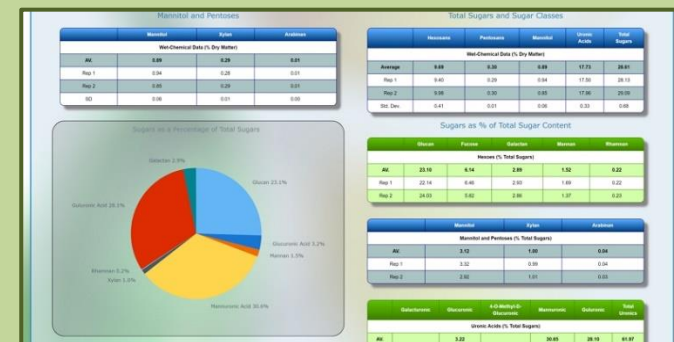 Mannitol and Pentoses
Mannitol Xylan Arabinan
Wet-Chemical Data (% Dry Matter)
AV. 0.89 0.29 0.01
Rep 1 0.94 0.28 0.01
Rep 2 0.85 0.29 0.01
SD 0.06 0.01 0.00
Sugars as a Percentage of Total Sugars
Galactan 2.9%
Glucan 23.1%
Guluronic Acid 28.1%
Glucuronic Acid 3.2%
Mannan 1.5%
Rhamnan 0.2%
Xylan 1.0%
Mannuronic Acid 30.6%
Total Sugars and Sugar Classes
Hexosans Pentosans Mannitol Uronic Acids Total Sugars
Wet-Chemical Data (% Dry Matter)
Average 9.69 0.30 0.89 17.73 28.61
Rep 1 9.40 0.29 0.94 17.50 28.13
Rep 2 9.98 0.30 0.85 17.96 29.09
Std. Dev. 0.41 0.01 0.06 0.33 0.68
Sugars as % of Total Sugar Content
Glucan Fucose Galactan Mannan Rhamnan
Hexoses (% Total Sugars)
AV. 23.10 6.14 2.89 1.52 0.22
Rep 1 22.14 6.46 2.90 1.69 0.22
Rep 2 24.03 5.82 2.88 1.37 0.23
Mannitol Xylan Arabinan
Mannitol and Pentoses (% Total Sugars)
AV. 3.12 1.00 0.04
Rep 1 3.32 0.99 0.04
Rep 2 2.92 1.01 0.03
Galacturonic Glucuronic 4-O-Methyl-D-Glucuronic Mannuronic Guluronic Total Uronics
Uronic Acids (% Total Sugars)
AV. 3.22 28.10 61.97